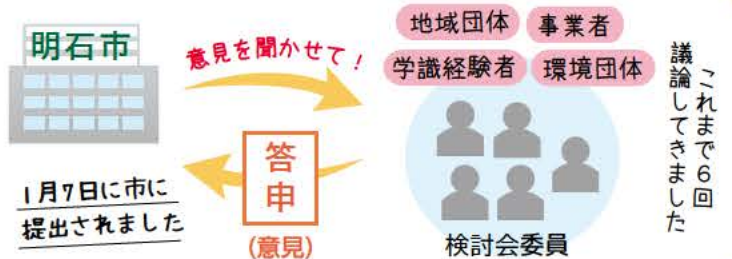 明石市
意見を聞かせて！
地域団体
事業者
学識経験者
環境団体
これまで６回
議論してきました
検討会委員
答申
(意見)
1月7日に市に
提出されました